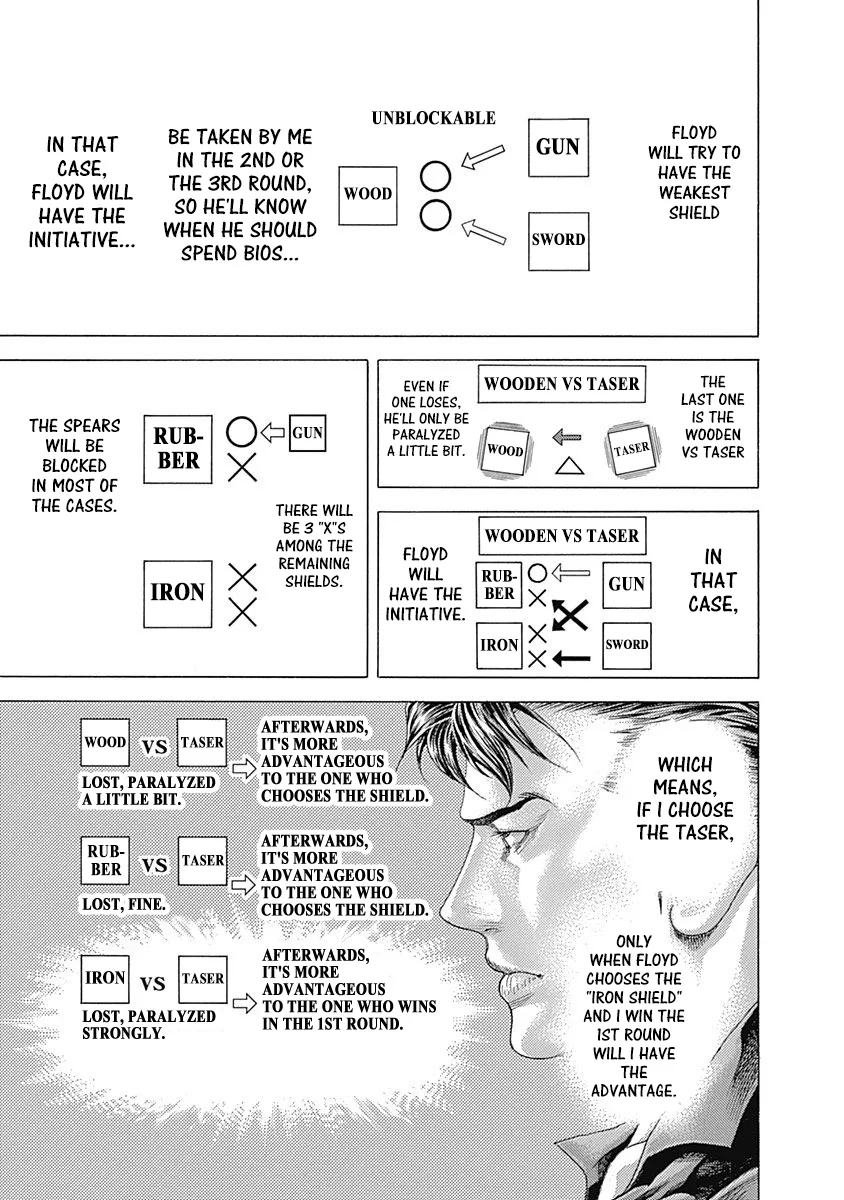 FLOYD
WILL TRY TO
HAVE THE
WEAKEST
SHIELD
UNBLOCKABLE
GUN
WOOD
SWORD
BE TAKEN BY ME
IN THE 2ND OR
THE 3RD ROUND,
SO HE'LL KNOW
WHEN HE SHOULD
SPEND BIOS...
IN THAT
CASE,
FLOYD WILL
HAVE THE
INITIATIVE...
THE
LAST ONE
IS THE
WOODEN
VS TASER
WOODEN VS TASER
WOOD
TASER
EVEN IF
ONE LOSES,
HE'LL ONLY BE
PARALYZED
A LITTLE BIT.
IN
THAT
CASE,
WOODEN VS TASER
RUB-
BER
GUN
IRON
SWORD
FLOYD
WILL
HAVE THE
INITIATIVE.
RUB-
BER
GUN
THERE WILL
BE 3 "X"S
AMONG THE
REMAINING
SHIELDS.
IRON
THE SPEARS
WILL BE
BLOCKED
IN MOST OF
THE CASES.
WHICH
MEANS,
IF I CHOOSE
THE TASER,
WOOD VS TASER
LOST, PARALYZED
A LITTLE BIT.
AFTERWARDS,
IT'S MORE
ADVANTAGEOUS
TO THE ONE WHO
CHOOSES THE SHIELD.
RUB-
BER VS TASER
LOST, FINE.
AFTERWARDS,
IT'S MORE
ADVANTAGEOUS
TO THE ONE WHO
CHOOSES THE SHIELD.
IRON VS TASER
LOST, PARALYZED
STRONGLY.
AFTERWARDS,
IT'S MORE
ADVANTAGEOUS
TO THE ONE WHO WINS
IN THE 1ST ROUND.
ONLY
WHEN FLOYD
CHOOSES THE
"IRON SHIELD"
AND I WIN THE
1ST ROUND
WILL I HAVE
THE
ADVANTAGE.